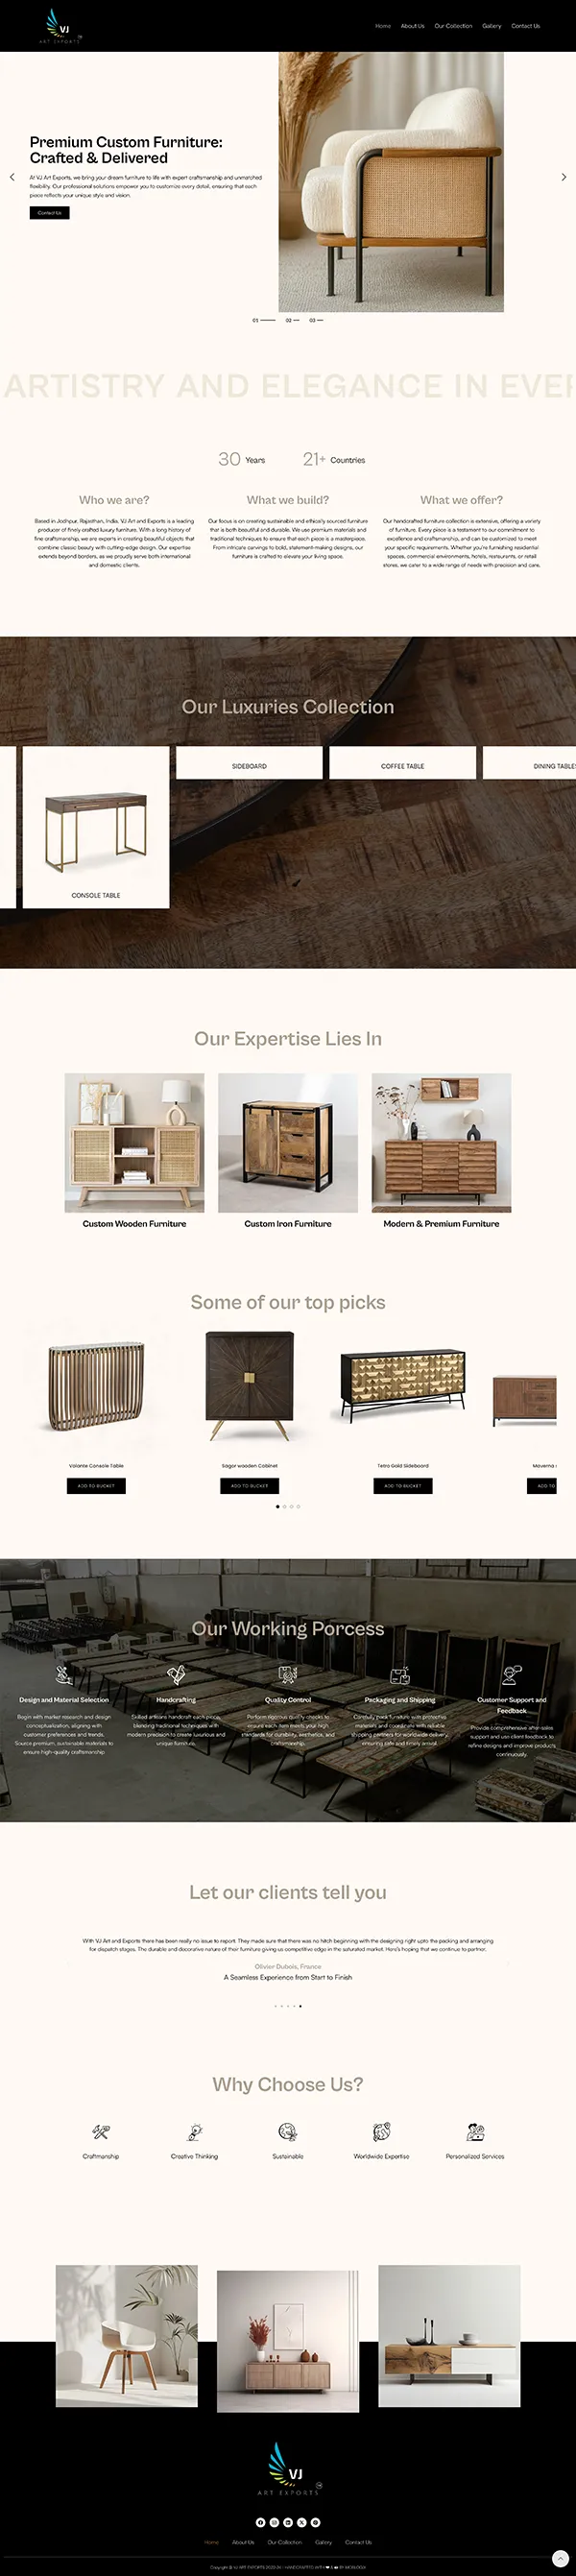 VJ
ART EXPORTS
Home About Us Our Collection Gallery Contact Us
Premium Custom Furniture:
Crafted & Delivered
At VJ Art Exports, we bring your dream furniture to life with expert craftsmanship and unmatched
flexibility. Our professional solutions empower you to customize every detail, ensuring that each
piece reflects your unique style and vision.
Contact Us
01 02 03
ARTISTRY AND ELEGANCE IN EVER
30 Years 21+ Countries
Who we are? What we build? What we offer?
Based in Jodhpur, Rajasthan, India. VJ Art and Exports is a leading
producer of finely crafted luxury furniture. With a long history of
fine craftsmanship, we are experts in creating beautiful objects that
combine classic beauty with cutting-edge design. Our expertise
extends beyond borders, as we proudly serve both international
and domestic clients.
Our focus is on creating sustainable and ethically sourced furniture
that is both beautiful and durable. We use premium materials and
traditional techniques to ensure that each piece is a masterpiece.
From intricate carvings to bold, statement-making designs, our
furniture is crafted to elevate your living space.
Our handcrafted furniture collection is extensive, offering a variety
of furniture. Every piece is a testament to our commitment to
excellence and craftsmanship, and can be customized to meet
your specific requirements. Whether you're furnishing residential
spaces, commercial environments, hotels, restaurants, or retail
stores, we cater to a wide range of needs with precision and care.
Our Luxuries Collection
CONSOLE TABLE
SIDEBOARD
COFFEE TABLE
DINING TABLES
Our Expertise Lies In
Custom Wooden Furniture Custom Iron Furniture Modern & Premium Furniture
Some of our top picks
Volante Console Table Sagar wooden Cabinet Tetro Gold Sideboard Maverna
ADD TO BUCKET ADD TO BUCKET ADD TO BUCKET ADD TO
Our Working Porcess
Design and Material Selection
Begin with market research and design
conceptualization, aligning with
customer preferences and trends.
Source premium, sustainable materials to
ensure high-quality craftsmanship
Handcrafting
Skilled artisans handcraft each piece,
blending traditional techniques with
modern precision to create luxurious and
unique furniture.
Quality Control
Perform rigorous quality checks to
ensure each item meets your high
standards for durability, aesthetics, and
craftsmanship.
Packaging and Shipping
Carefully pack furniture with protective
materials and coordinate with reliable
shipping partners for worldwide delivery,
ensuring safe and timely arrival.
Customer Support and
Feedback
Provide comprehensive after-sales
support and use client feedback to
refine designs and improve products
continuously.
Let our clients tell you
With VJ Art and Exports there has been really no issue to report. They made sure that there was no hitch beginning with the designing right upto the packing and arranging
for dispatch stages. The durable and decorative nature of their furniture giving us competitive edge in the saturated market. Here's hoping that we continue to partner.
Olivier Dubois, France
A Seamless Experience from Start to Finish
Why Choose Us?
Craftmanship Creative Thinking Sustainable Worldwide Expertise Personalized Services
VJ
ART EXPORTS
Home About Us Our Collection Gallery Contact Us